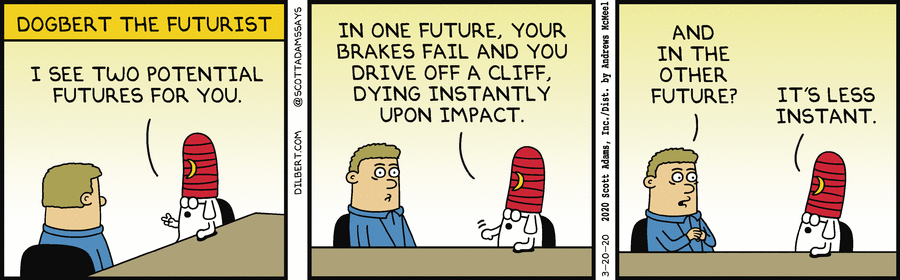 DOGBERT THE FUTURIST
I SEE TWO POTENTIAL
FUTURES FOR YOU.
DILBERT.COM @SCOTTADAMSSAYS
IN ONE FUTURE, YOUR
BRAKES FAIL AND YOU
DRIVE OFF A CLIFF,
DYING INSTANTLY
UPON IMPACT.
3-20-20 2020 Scott Adams, Inc./Dist. by Andrews McMeel
AND
IN THE
OTHER
FUTURE?
IT'S LESS
INSTANT.